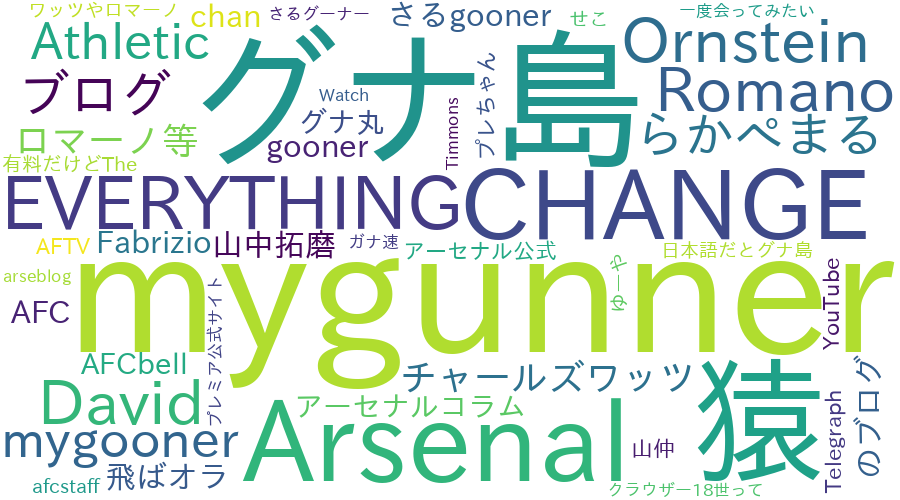 ワッツやロマーノ
chan
さるグーナー
さるgooner
せこ
一度会ってみたい
Athletic
グナ島
Ornstein
ブログ
Watch
プレちゃん
Romano
グナ丸
Timmons
ロマーノ等
gooner
らかぺまる
有料だけどThe
EVERYTHING
CHANGE
AFTV
Fabrizio
山中拓磨
ガナ速
アーセナル公式
日本語だとグナ島
arseblog
mygunner
ゆーや
YouTube
AFC
プレミア公式サイト
AFCbell
チャールズワッツ
猿
のブログ
David
Arsenal
アーセナルコラム
mygooner
山仲
Telegraph
飛ばオラ
afcstaff
クラウザー18世って